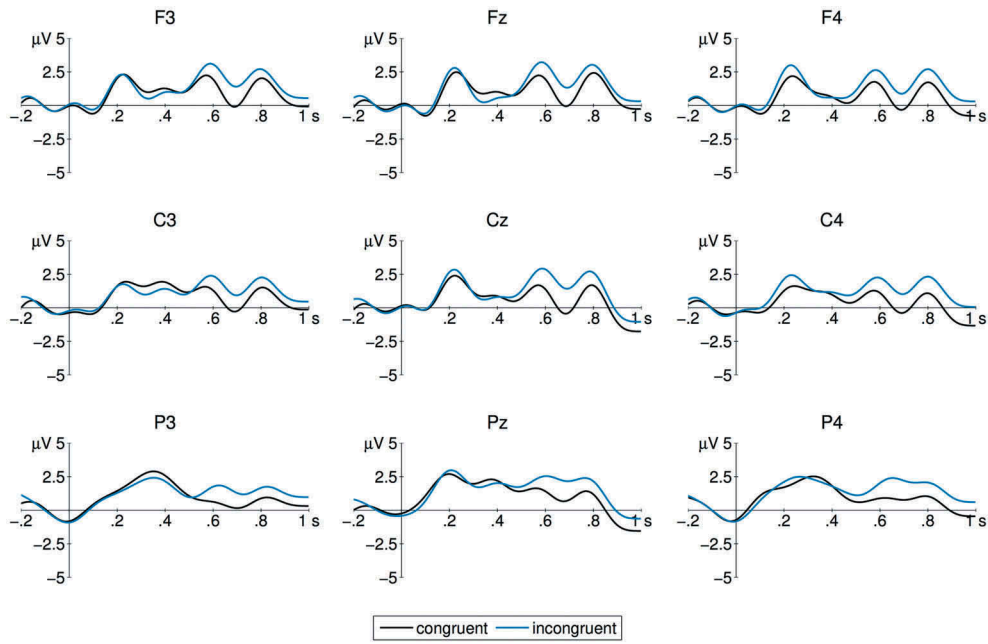 F3 Fz F4
μV 5 μV 5 μV 5
2.5 2.5 2.5
−.2 .2 .4 .6 .8 1 s −.2 .2 .4 .6 .8 1 s −.2 .2 .4 .6 .8 1 s
−2.5 −2.5 −2.5
−5 −5 −5
C3 Cz C4
μV 5 μV 5 μV 5
2.5 2.5 2.5
−.2 .2 .4 .6 .8 1 s −.2 .2 .4 .6 .8 1 s −.2 .2 .4 .6 .8 1 s
−2.5 −2.5 −2.5
−5 −5 −5
P3 Pz P4
μV 5 μV 5 μV 5
2.5 2.5 2.5
−.2 .2 .4 .6 .8 1 s −.2 .2 .4 .6 .8 1 s −.2 .2 .4 .6 .8 1 s
−2.5 −2.5 −2.5
−5 −5 −5
congruent incongruent